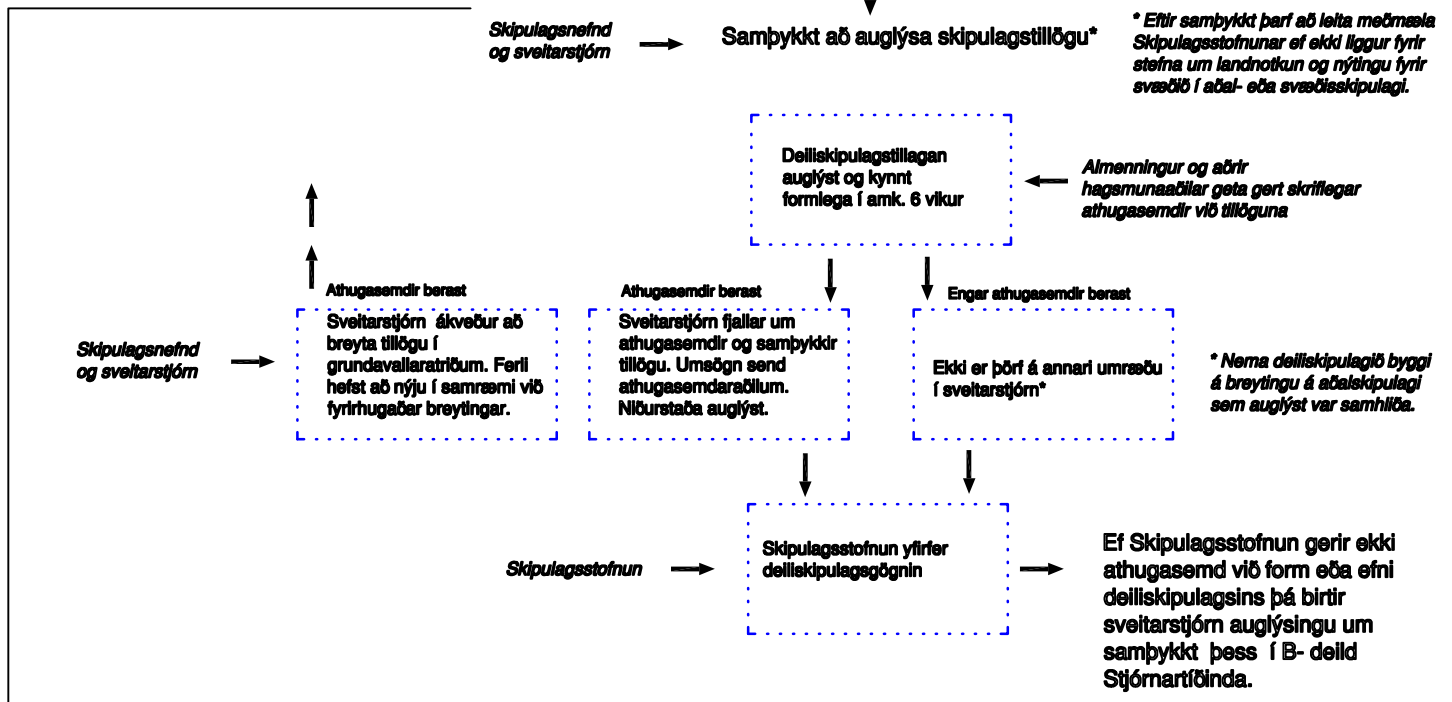 Skipulagsnefnd
og sveitarstjórn
Samþykkt að auglýsa skipulagstillögu*
* Eftir samþykkt þarf að leita meðmæla
Skipulagsstofnunar ef ekki liggur fyrir
stefna um landnotkun og nýtingu fyrir
svæðið í aðal- eða svæðisskipulagi.
Deiliskipulagstillagan
auglýst og kynnt
formlega í amk. 6 vikur
Almenningur og aðrir
hagsmunaaðilar geta gert skriflegar
athugasemdir við tillöguna
Athugasemdir berast
Athugasemdir berast
Engar athugasemdir berast
Skipulagsnefnd
og sveitarstjórn
Sveitarstjórn ákveður að
breyta tillögu í
grundavallaratriðum. Ferli
hefst að nýju í samræmi við
fyrirhugaðar breytingar.
Sveitarstjórn fjallar um
athugasemdir og samþykkir
tillögu. Umsögn send
athugasemdaraðilum.
Niðurstaða auglýst.
Ekki er þörf á annari umræðu
í sveitarstjórn*
* Nema deiliskipulagið byggi
á breytingu á aðalskipulagi
sem auglýst var samhliða.
Skipulagsstofnun
Skipulagsstofnun yfirfer
deiliskipulagsgögnin
Ef Skipulagsstofnun gerir ekki
athugasemd við form eða efni
deiliskipulagsins þá birtir
sveitarstjórn auglýsingu um
samþykkt þess í B- deild
Stjórnartíðinda.